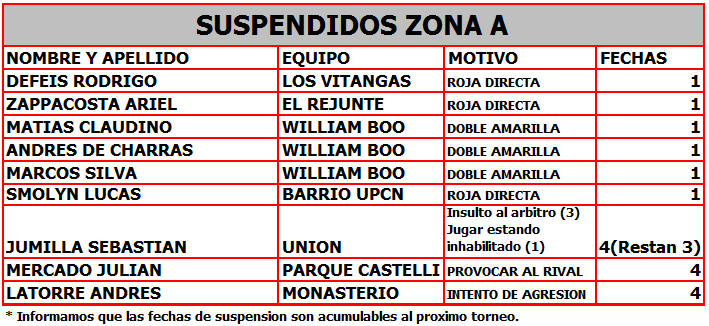 SUSPENDIDOS ZONA A
NOMBRE Y APELLIDO EQUIPO MOTIVO FECHAS
DEFEIS RODRIGO LOS VITANGAS ROJA DIRECTA 1
ZAPPACOSTA ARIEL EL REJUNTE ROJA DIRECTA 1
MATIAS CLAUDINO WILLIAM BOO DOBLE AMARILLA 1
ANDRES DE CHARRAS WILLIAM BOO DOBLE AMARILLA 1
MARCOS SILVA WILLIAM BOO DOBLE AMARILLA 1
SMOLYN LUCAS BARRIO UPCN ROJA DIRECTA 1
Insulto al arbitro (3)
Jugar estando
JUMILLA SEBASTIAN UNION inhabilitado (1) 4(Restan 3)
MERCADO JULIAN PARQUE CASTELLI PROVOCAR AL RIVAL 4
LATORRE ANDRES MONASTERIO INTENTO DE AGRESION 4
* Informamos que las fechas de suspension son acumulables al proximo torneo.